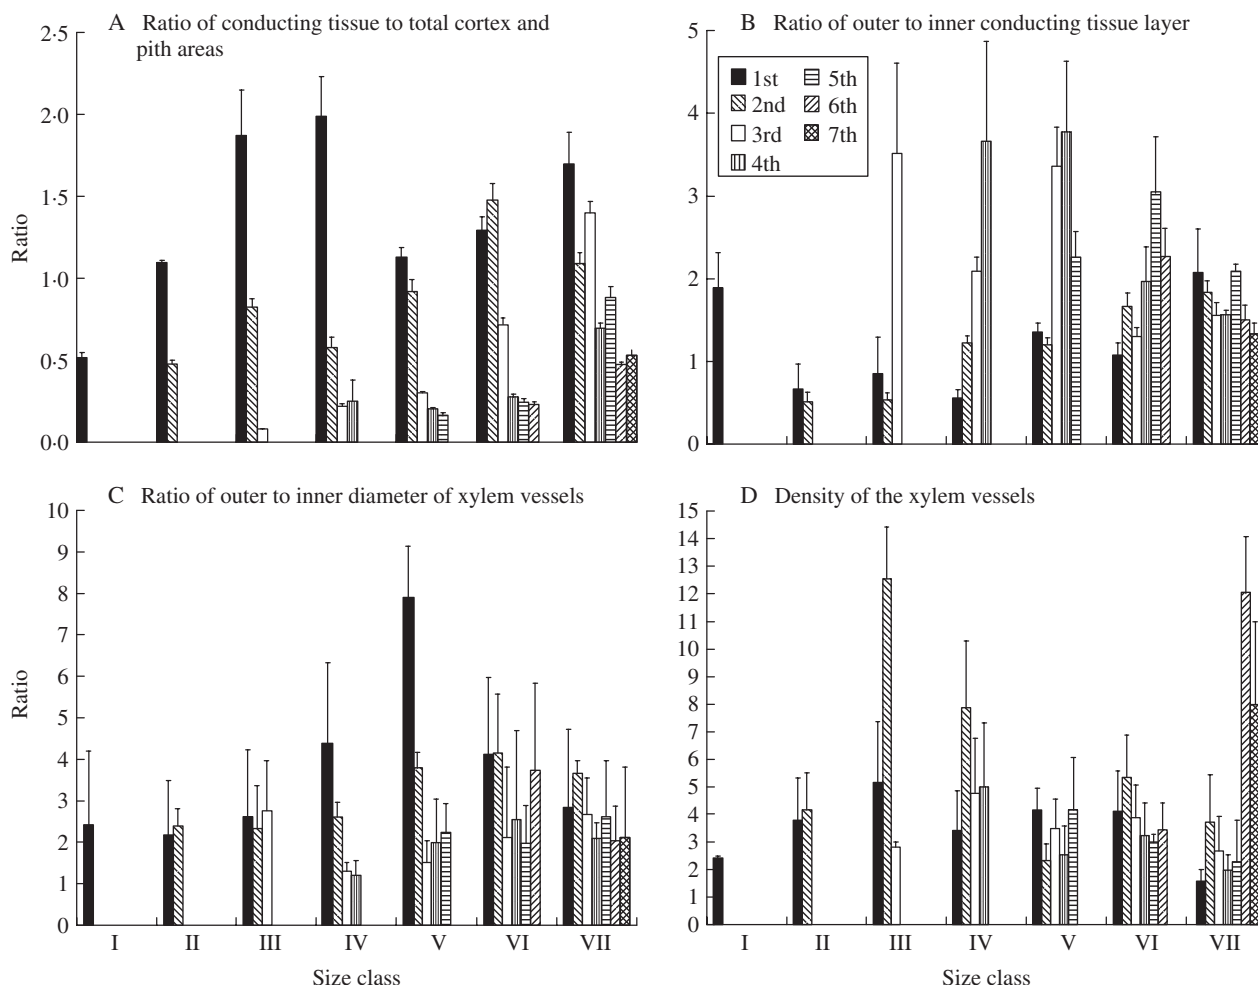 A Ratio of conducting tissue to total cortex and
pith areas
2·5
2·0
1·5
1·0
0·5
0·0
Ratio
B Ratio of outer to inner conducting tissue layer
5
4
3
2
1
0
1st
2nd
3rd
4th
5th
6th
7th
C Ratio of outer to inner diameter of xylem vessels
10
9
8
7
6
5
4
3
2
1
0
Ratio
I II III IV V VI VII
Size class
D Density of the xylem vessels
15
14
13
12
11
10
9
8
7
6
5
4
3
2
1
0
I II III IV V VI VII
Size class